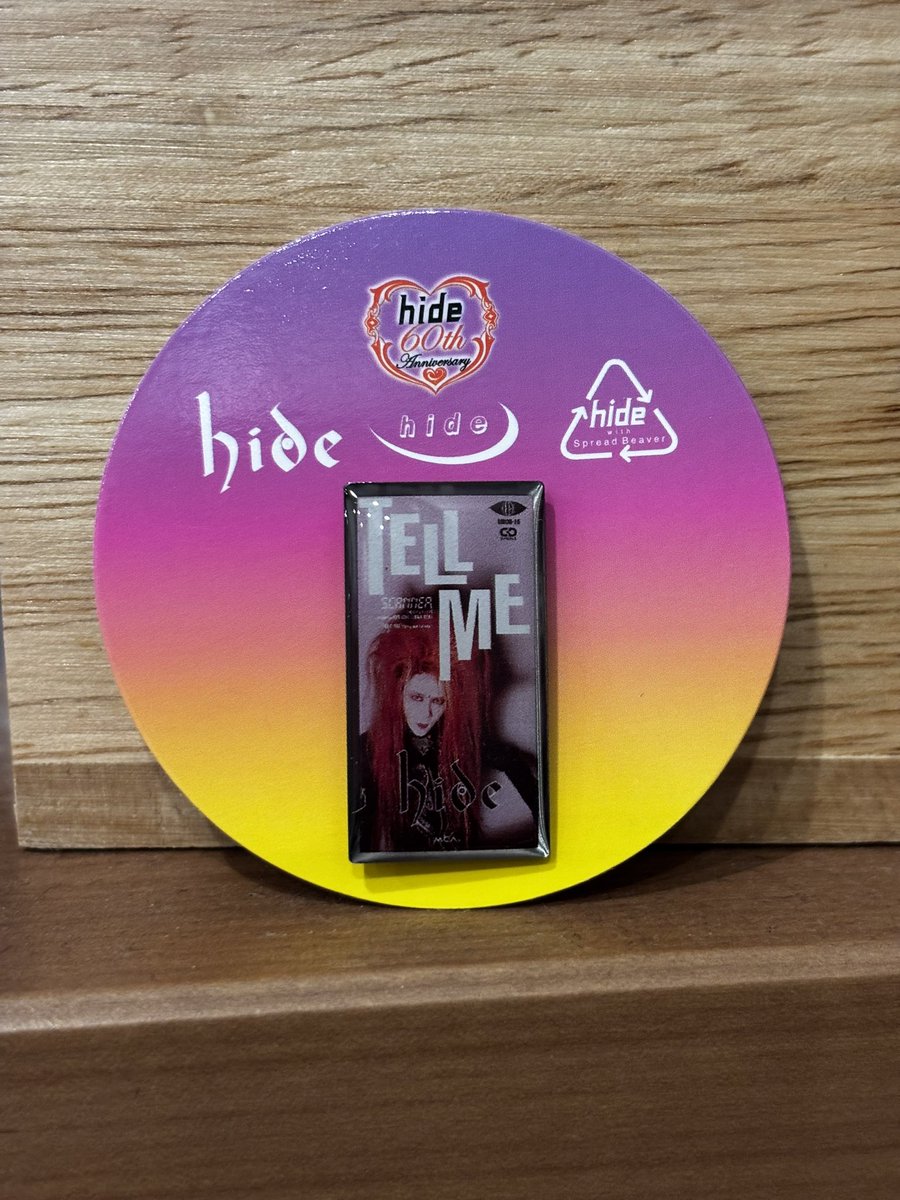 hide
60th
Anniversary
hide
hide
hide
with
Spread Beaver
TELL
ME
SCANNER
hide
MCA